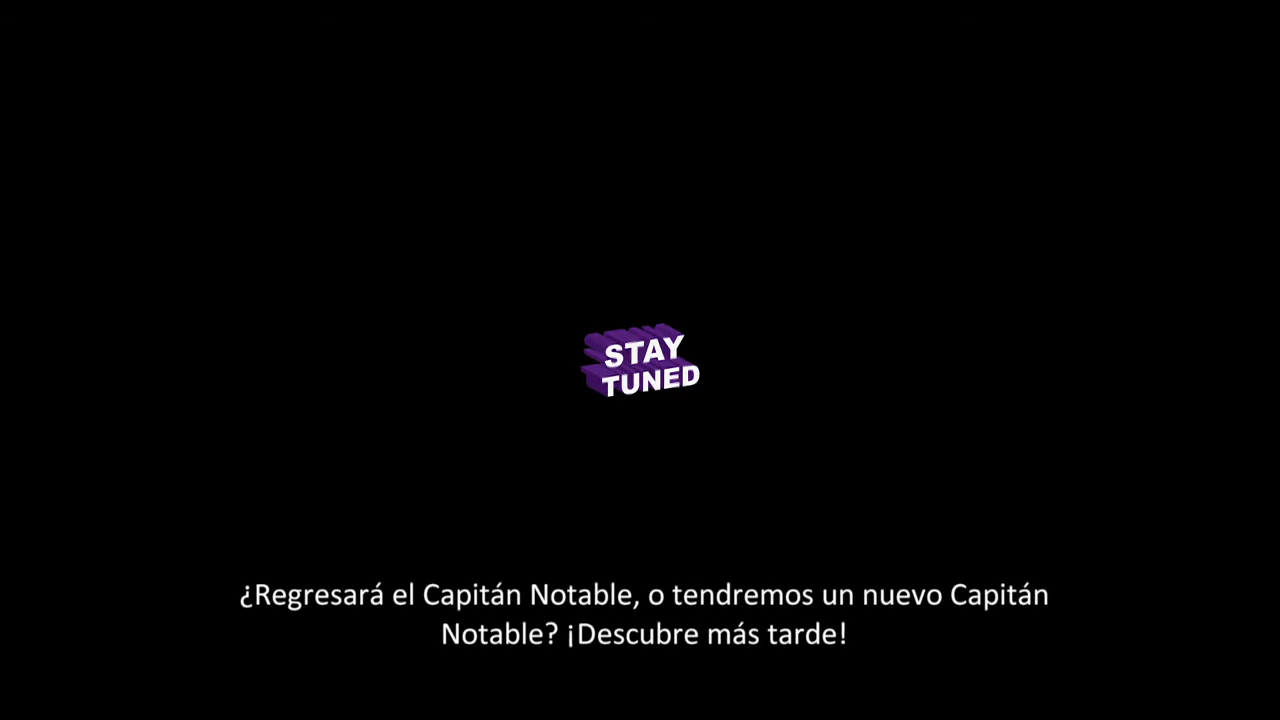 STAY
TUNED
¿Regresará el Capitán Notable, o tendremos un nuevo Capitán
Notable? ¡Descubre más tarde!